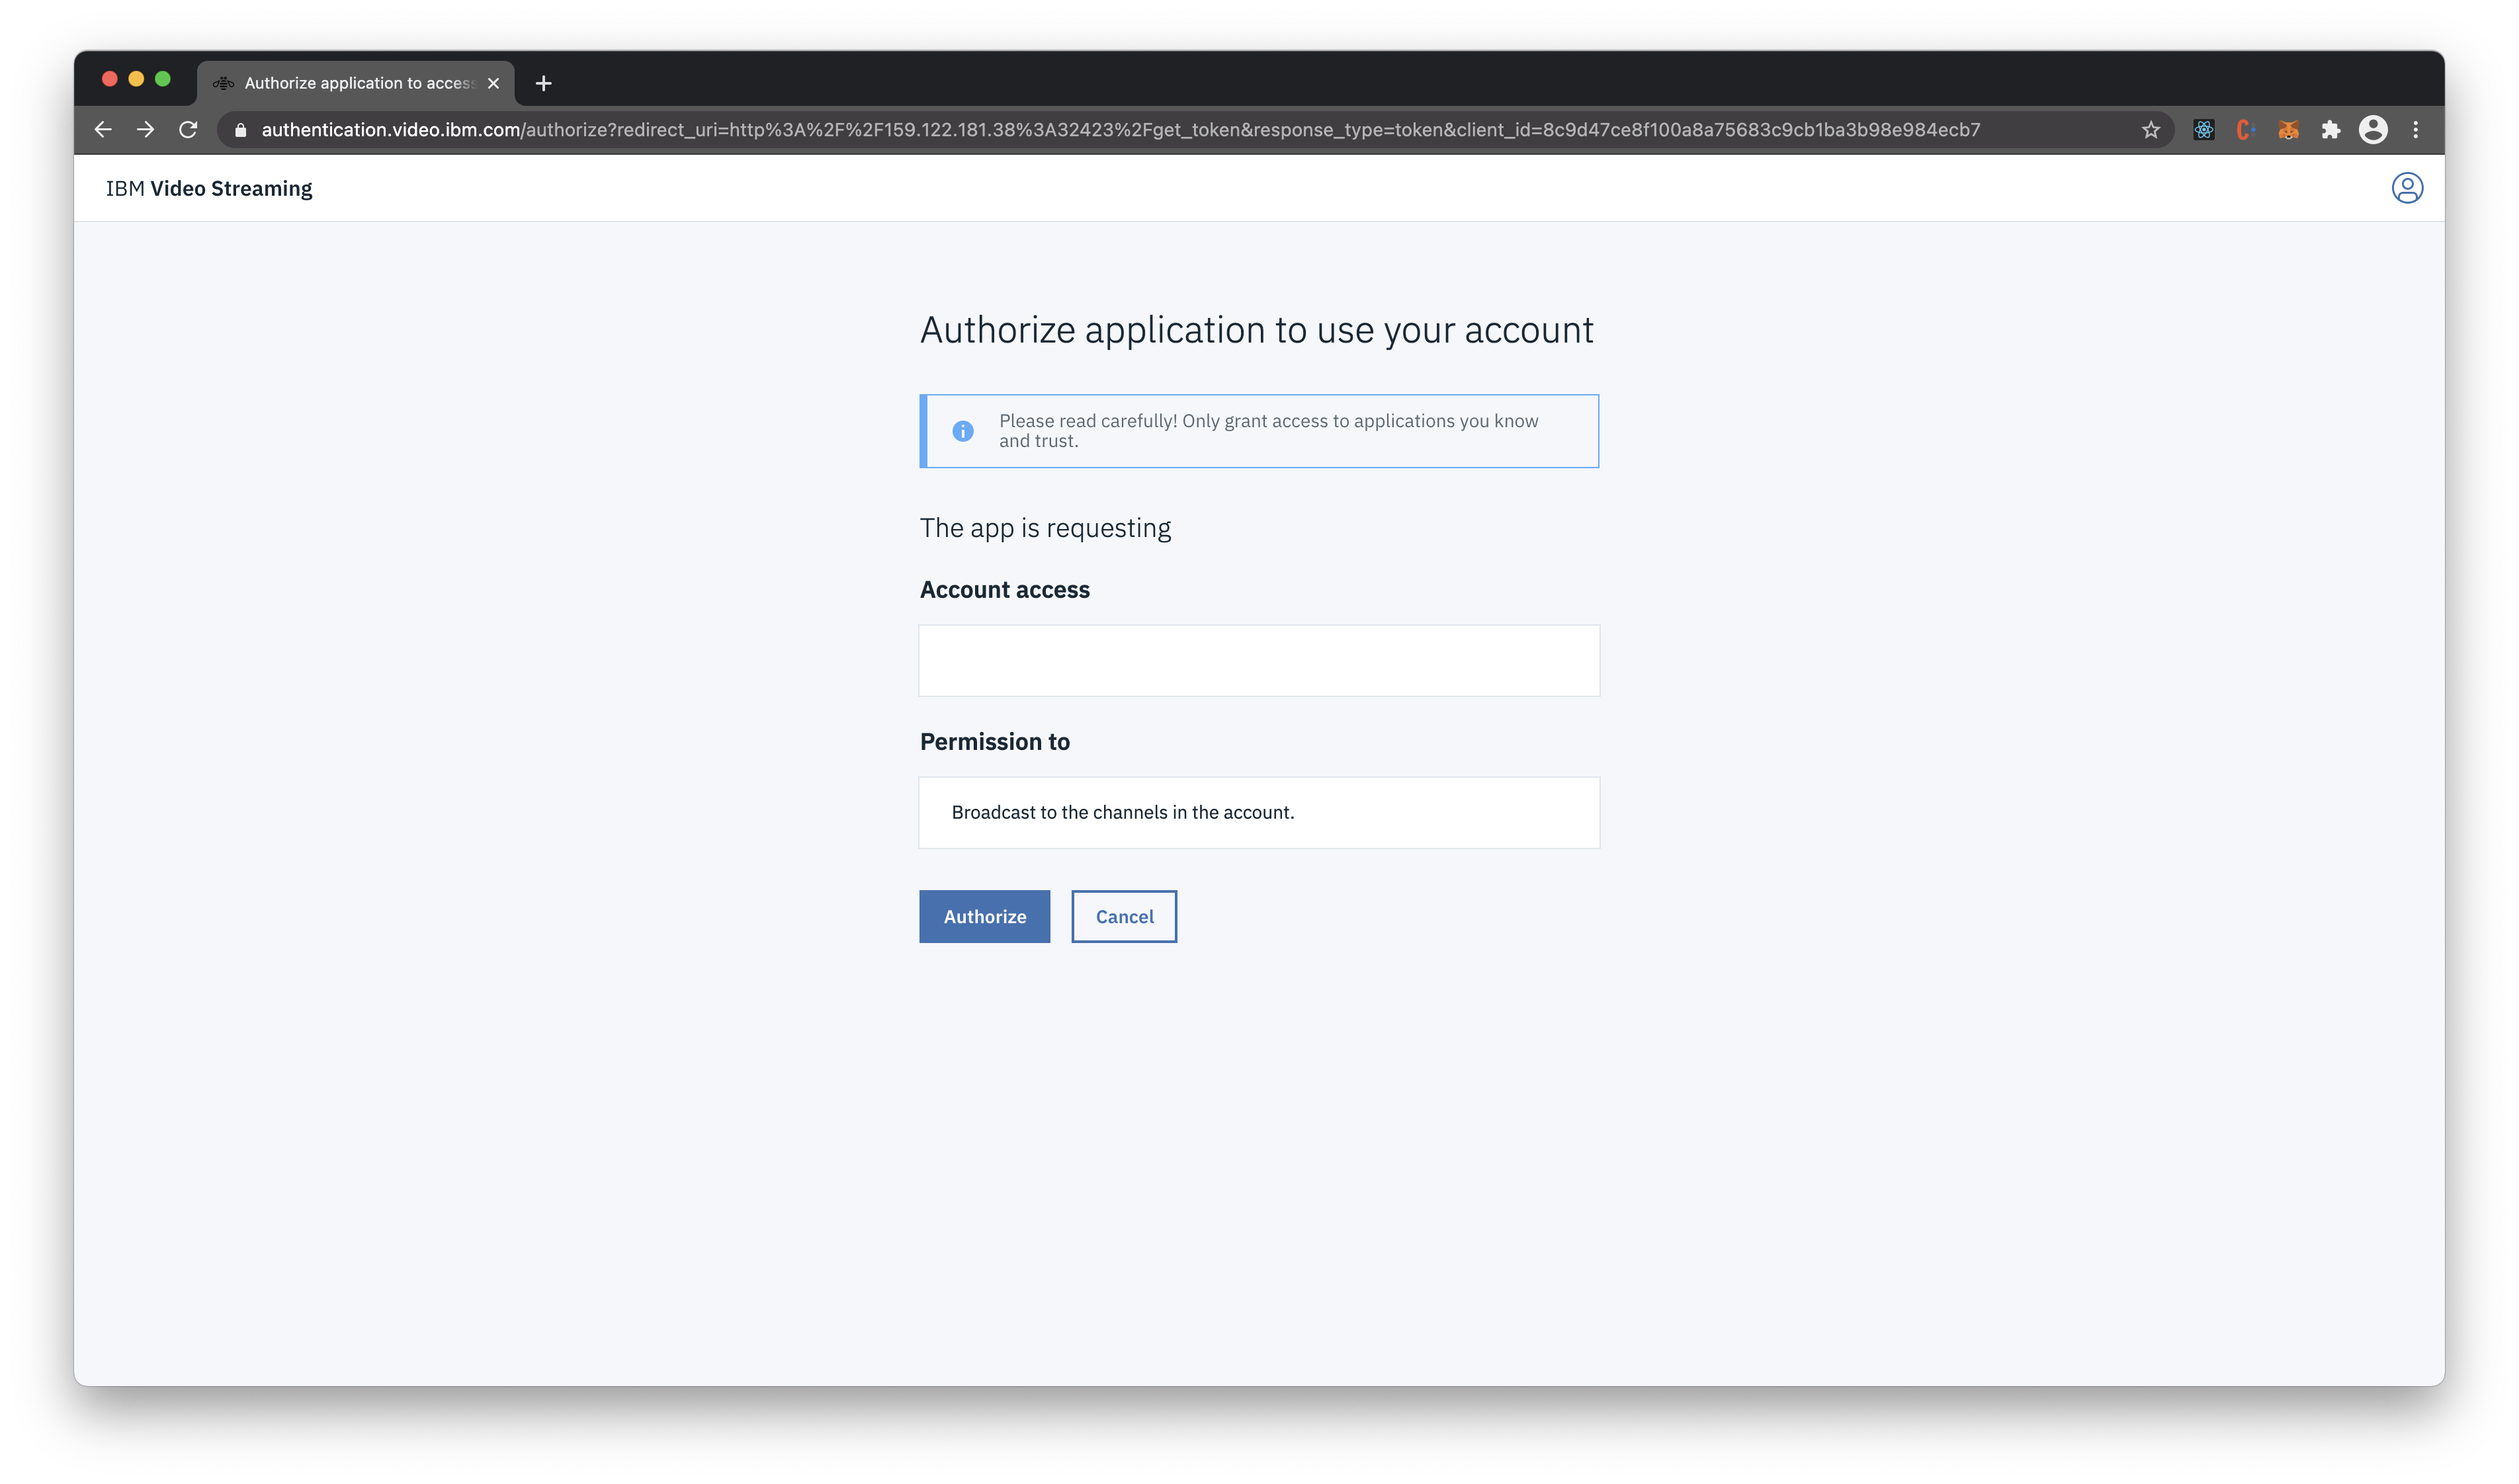 Authorize application to acces
authentication.video.ibm.com/authorize?redirect_uri=http%3A%2F%2F159.122.181.38%3A32423%2Fget_token&response_type=token&client_id=8c9d47ce8f100a8a75683c9cb1ba3b98e984ecb7
IBM Video Streaming
Authorize application to use your account
Please read carefully! Only grant access to applications you know
and trust.
The app is requesting
Account access
Permission to
Broadcast to the channels in the account.
Authorize Cancel